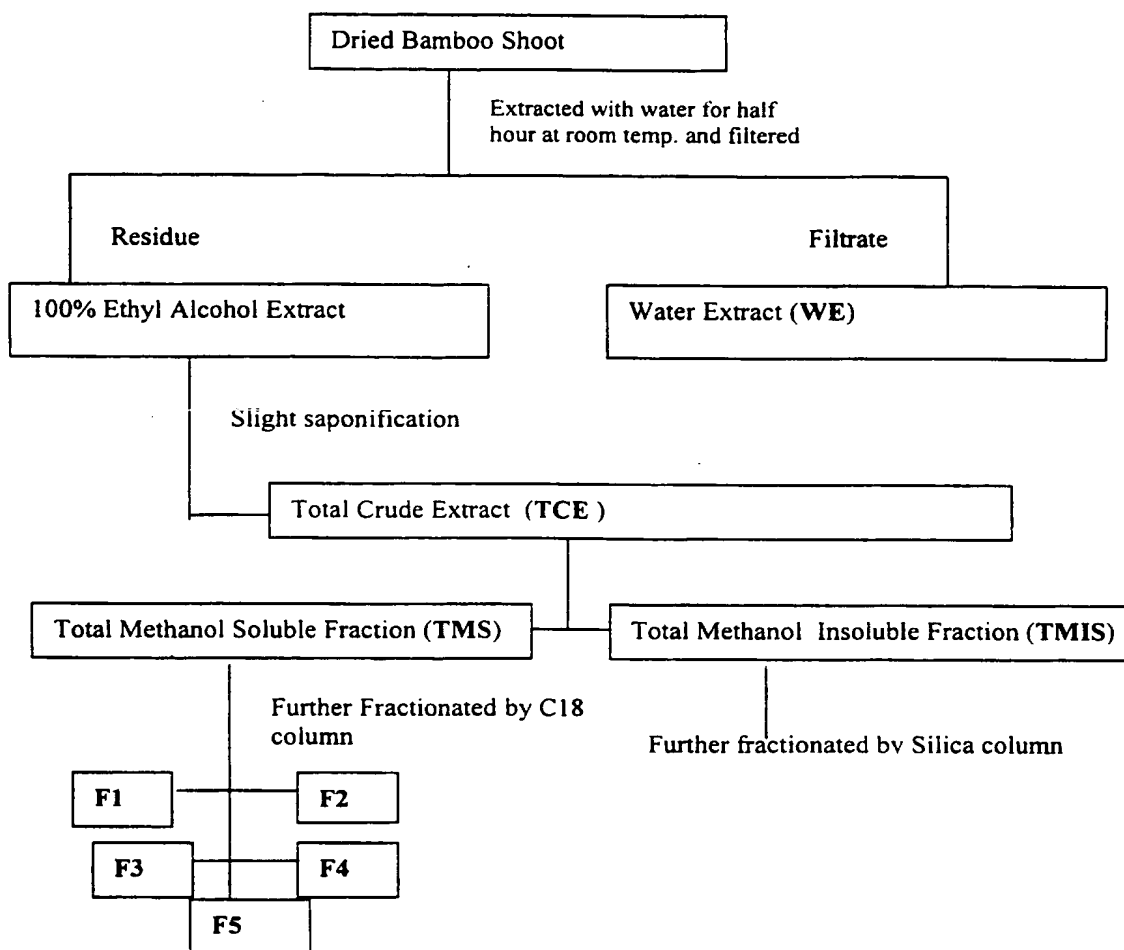 Dried Bamboo Shoot
Extracted with water for half
hour at room temp. and filtered
Residue
Filtrate
100% Ethyl Alcohol Extract
Water Extract (WE)
Slight saponification
Total Crude Extract (TCE )
Total Methanol Soluble Fraction (TMS)
Total Methanol Insoluble Fraction (TMIS)
Further Fractionated by C18
column
Further fractionated by Silica column
F1
F2
F3
F4
F5